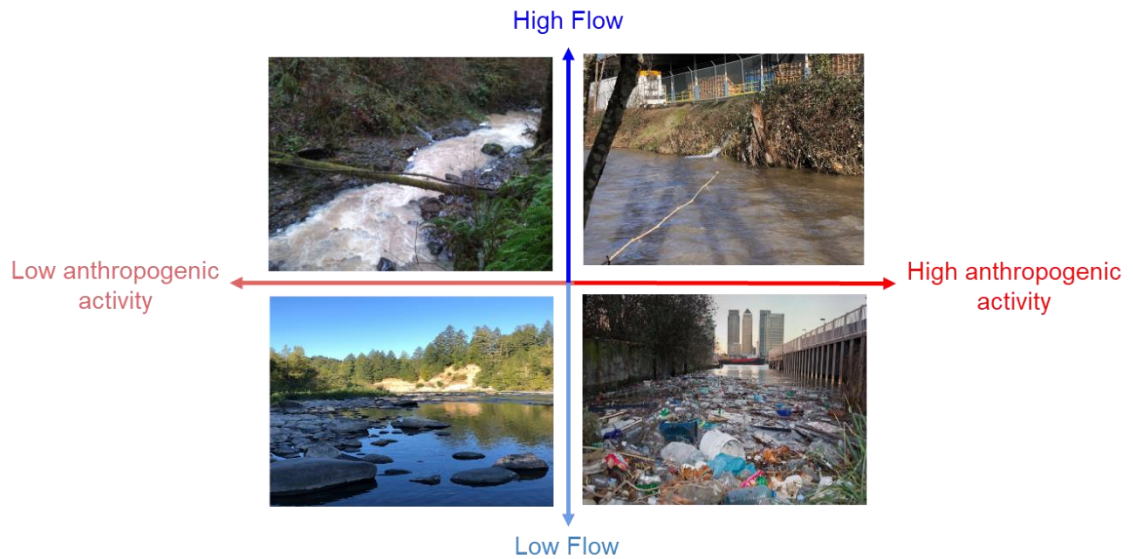 High Flow
Low anthropogenic
activity
High anthropogenic
activity
Low Flow